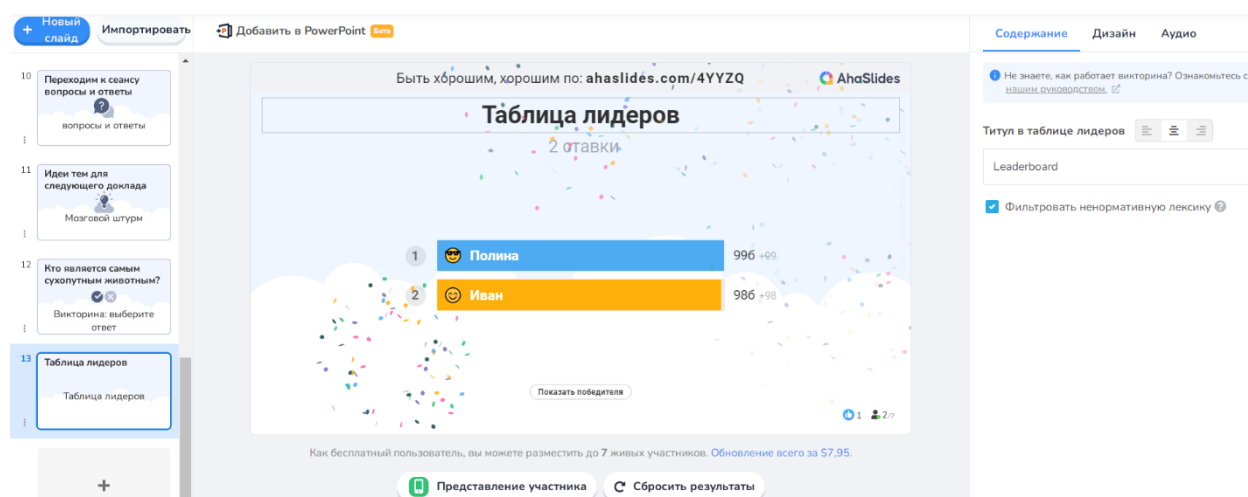 + Новый
слайд
Импортировать
Добавить в PowerPoint Бета
Содержание Дизайн Аудио
10 Переходим к сеансу
вопросы и ответы
вопросы и ответы
11 Идеи тем для
следующего доклада
Мозговой штурм
12 Кто является самым
сухопутным животным?
Викторина: выберите
ответ
13 Таблица лидеров
Таблица лидеров
+
Быть хорошим, хорошим по: ahaslides.com/4YYZQ
AhaSlides
Таблица лидеров
2 ставки
1 Полина 99б +99
2 Иван 98б +98
Показать победителя
1 2/7
Как бесплатный пользователь, вы можете разместить до 7 живых участников. Обновление всего за $7,95.
Представление участника
Сбросить результаты
Не знаете, как работает викторина? Ознакомьтесь с
нашим руководством.
Титул в таблице лидеров
Leaderboard
Фильтровать ненормативную лексику